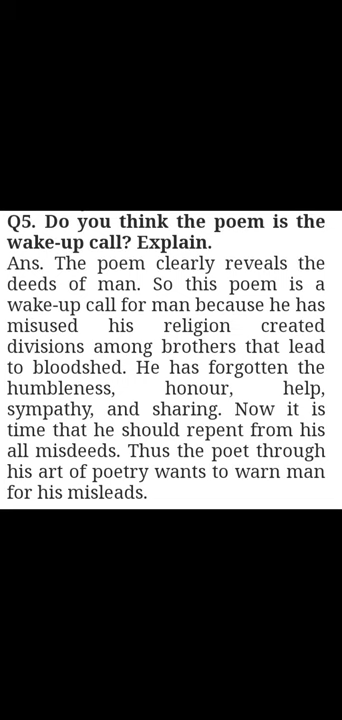 Q5. Do you think the poem is the
wake-up call? Explain.
Ans. The poem clearly reveals the
deeds of man. So this poem is a
wake-up call for man because he has
misused his religion created
divisions among brothers that lead
to bloodshed. He has forgotten the
humbleness, honour, help,
sympathy, and sharing. Now it is
time that he should repent from his
all misdeeds. Thus the poet through
his art of poetry wants to warn man
for his misleads.